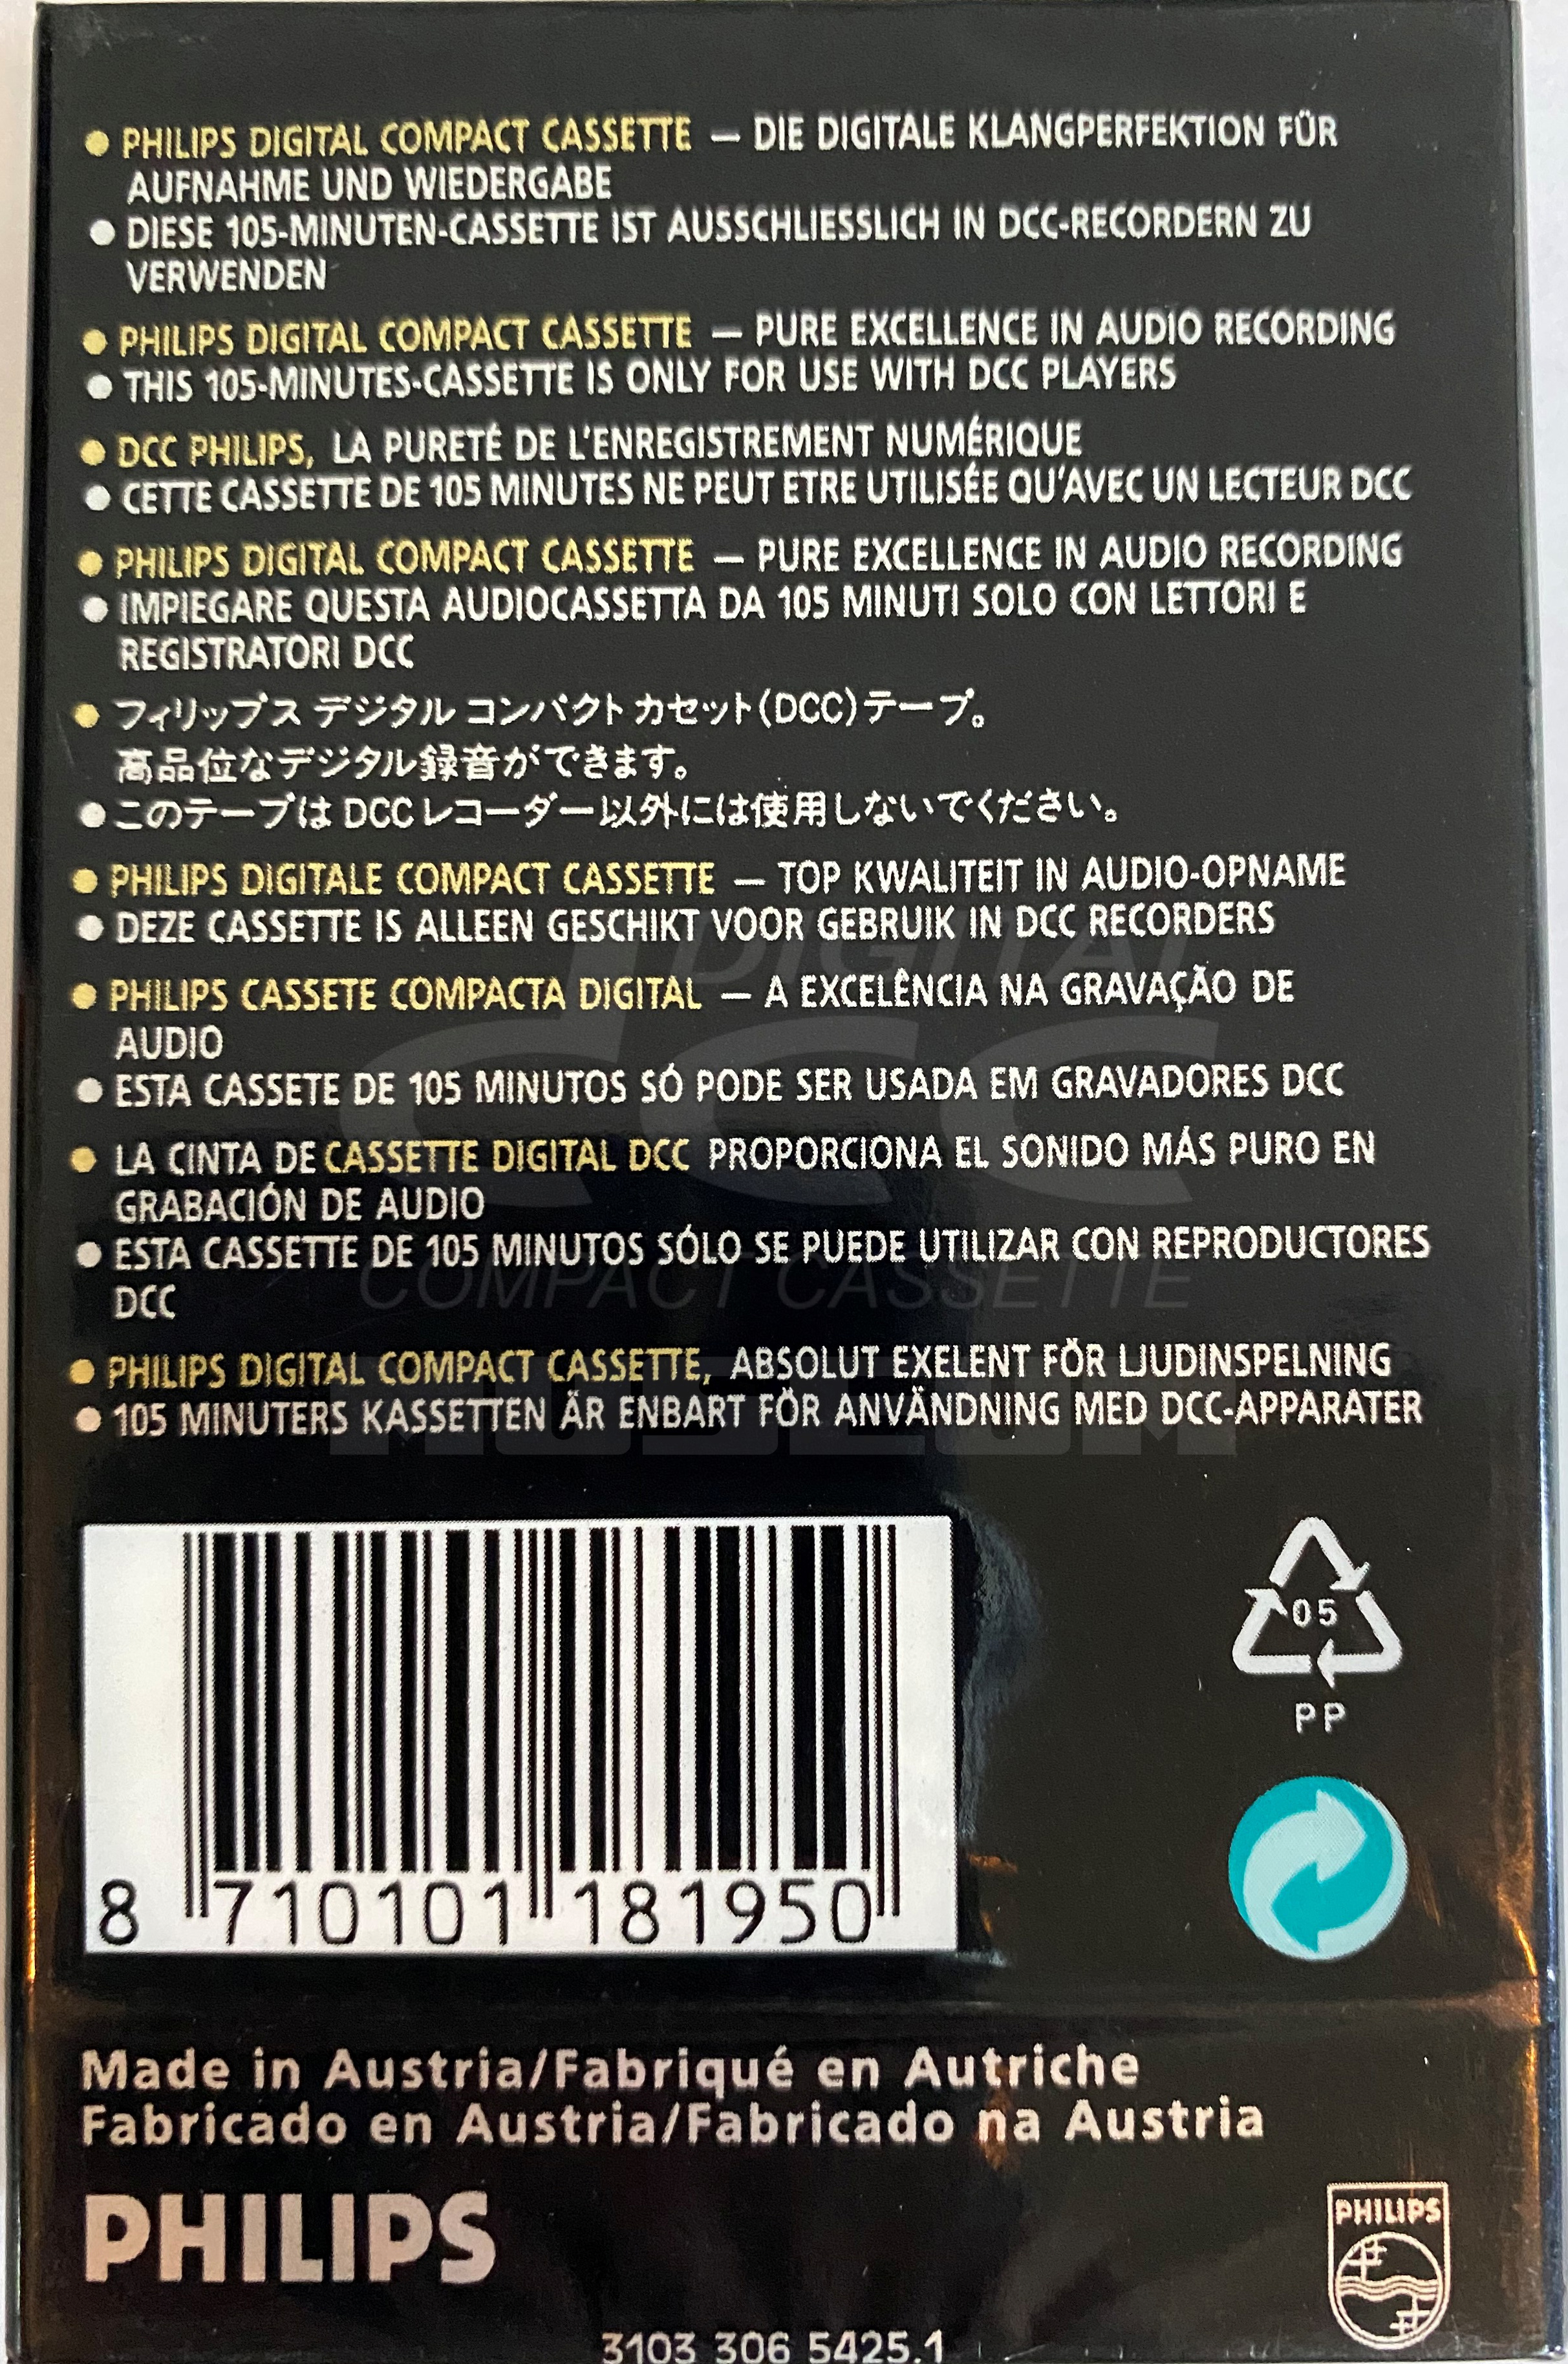 ● PHILIPS DIGITAL COMPACT CASSETTE — DIE DIGITALE KLANGPERFEKTION FÜR
AUFNAHME UND WIEDERGABE
● DIESE 105-MINUTEN-CASSETTE IST AUSSCHLIESSLICH IN DCC-RECORDERN ZU
VERWENDEN
● PHILIPS DIGITAL COMPACT CASSETTE — PURE EXCELLENCE IN AUDIO RECORDING
● THIS 105-MINUTES-CASSETTE IS ONLY FOR USE WITH DCC PLAYERS
● DCC PHILIPS, LA PURETÉ DE L'ENREGISTREMENT NUMÉRIQUE
● CETTE CASSETTE DE 105 MINUTES NE PEUT ETRE UTILISÉE QU'AVEC UN LECTEUR DCC
● PHILIPS DIGITAL COMPACT CASSETTE — PURE EXCELLENCE IN AUDIO RECORDING
● IMPIEGARE QUESTA AUDIOCASSETTA DA 105 MINUTI SOLO CON LETTORI E
REGISTRATORI DCC
● フィリップス デジタル コンパクト カセット(DCC)テープ。
高品位なデジタル録音ができます。
● このテープは DCC レコーダー以外には使用しないでください。
● PHILIPS DIGITALE COMPACT CASSETTE — TOP KWALITEIT IN AUDIO-OPNAME
● DEZE CASSETTE IS ALLEEN GESCHIKT VOOR GEBRUIK IN DCC RECORDERS
● PHILIPS CASSETE COMPACTA DIGITAL — A EXCELÊNCIA NA GRAVAÇÃO DE
AUDIO
● ESTA CASSETE DE 105 MINUTOS SÓ PODE SER USADA EM GRAVADORES DCC
● LA CINTA DE CASSETTE DIGITAL DCC PROPORCIONA EL SONIDO MÁS PURO EN
GRABACIÓN DE AUDIO
● ESTA CASSETTE DE 105 MINUTOS SÓLO SE PUEDE UTILIZAR CON REPRODUCTORES
DCC
● PHILIPS DIGITAL COMPACT CASSETTE, ABSOLUT EXELENT FÖR LJUDINSPELNING
● 105 MINUTERS KASSETTEN ÄR ENBART FÖR ANVÄNDNING MED DCC-APPARATER
DIGITAL
dcc
COMPACT CASSETTE
MUSEUM
05
PP
8 710101 181950
Made in Austria/Fabriqué en Autriche
Fabricado en Austria/Fabricado na Austria
PHILIPS
PHILIPS
3103 306 5425.1